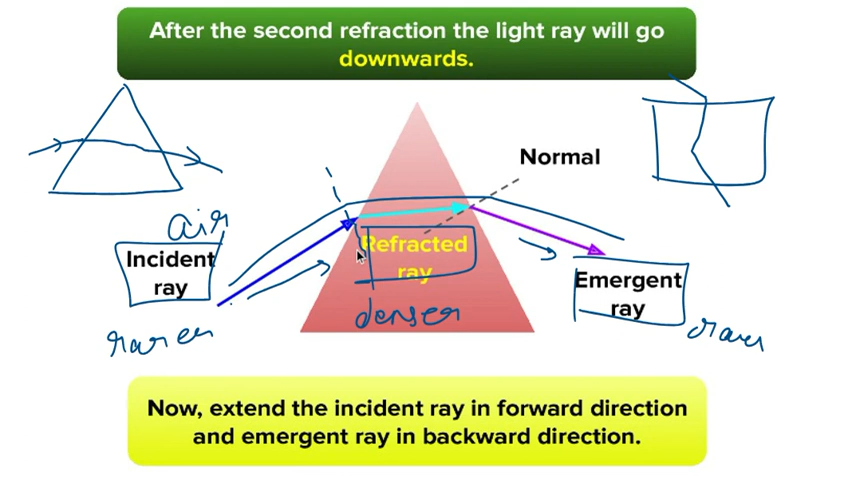 After the second refraction the light ray will go
downwards.
Normal
air
Incident
ray
Refracted
ray
Emergent
ray
rarer
denser
rarer
Now, extend the incident ray in forward direction
and emergent ray in backward direction.